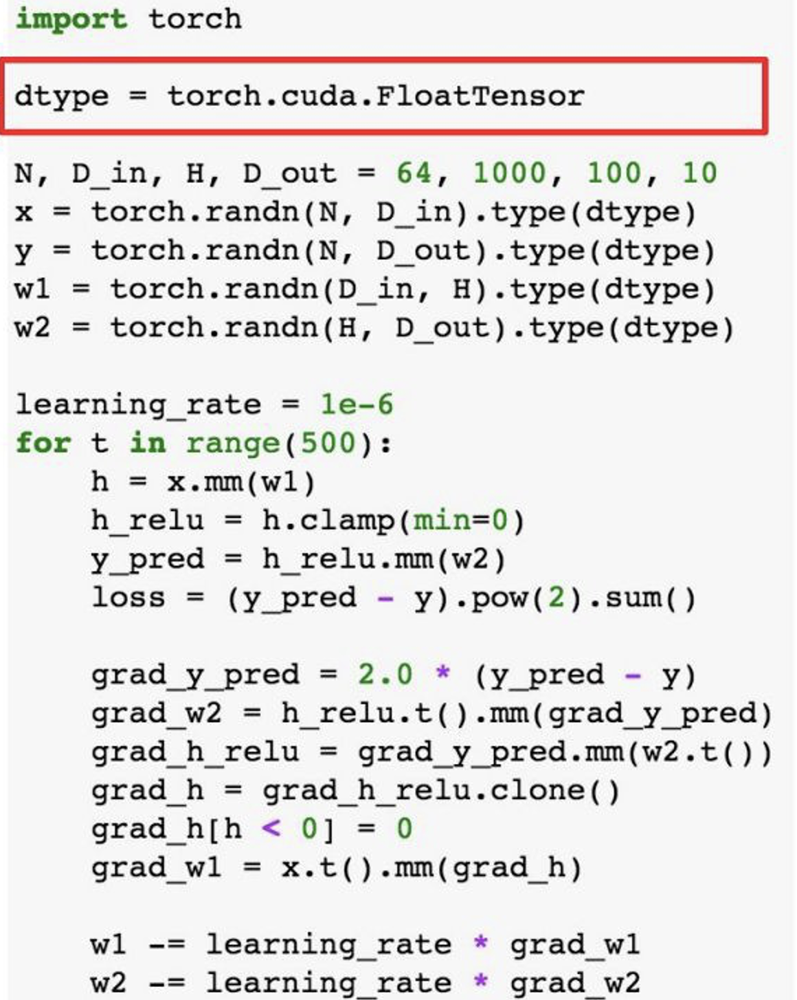 import torch
dtype = torch.cuda.FloatTensor
N, D_in, H, D_out = 64, 1000, 100, 10
x = torch.randn(N, D_in).type(dtype)
y = torch.randn(N, D_out).type(dtype)
w1 = torch.randn(D_in, H).type(dtype)
w2 = torch.randn(H, D_out).type(dtype)
learning_rate = 1e-6
for t in range(500):
    h = x.mm(w1)
    h_relu = h.clamp(min=0)
    y_pred = h_relu.mm(w2)
    loss = (y_pred - y).pow(2).sum()
    grad_y_pred = 2.0 * (y_pred - y)
    grad_w2 = h_relu.t().mm(grad_y_pred)
    grad_h_relu = grad_y_pred.mm(w2.t())
    grad_h = grad_h_relu.clone()
    grad_h[h < 0] = 0
    grad_w1 = x.t().mm(grad_h)
    w1 -= learning_rate * grad_w1
    w2 -= learning_rate * grad_w2